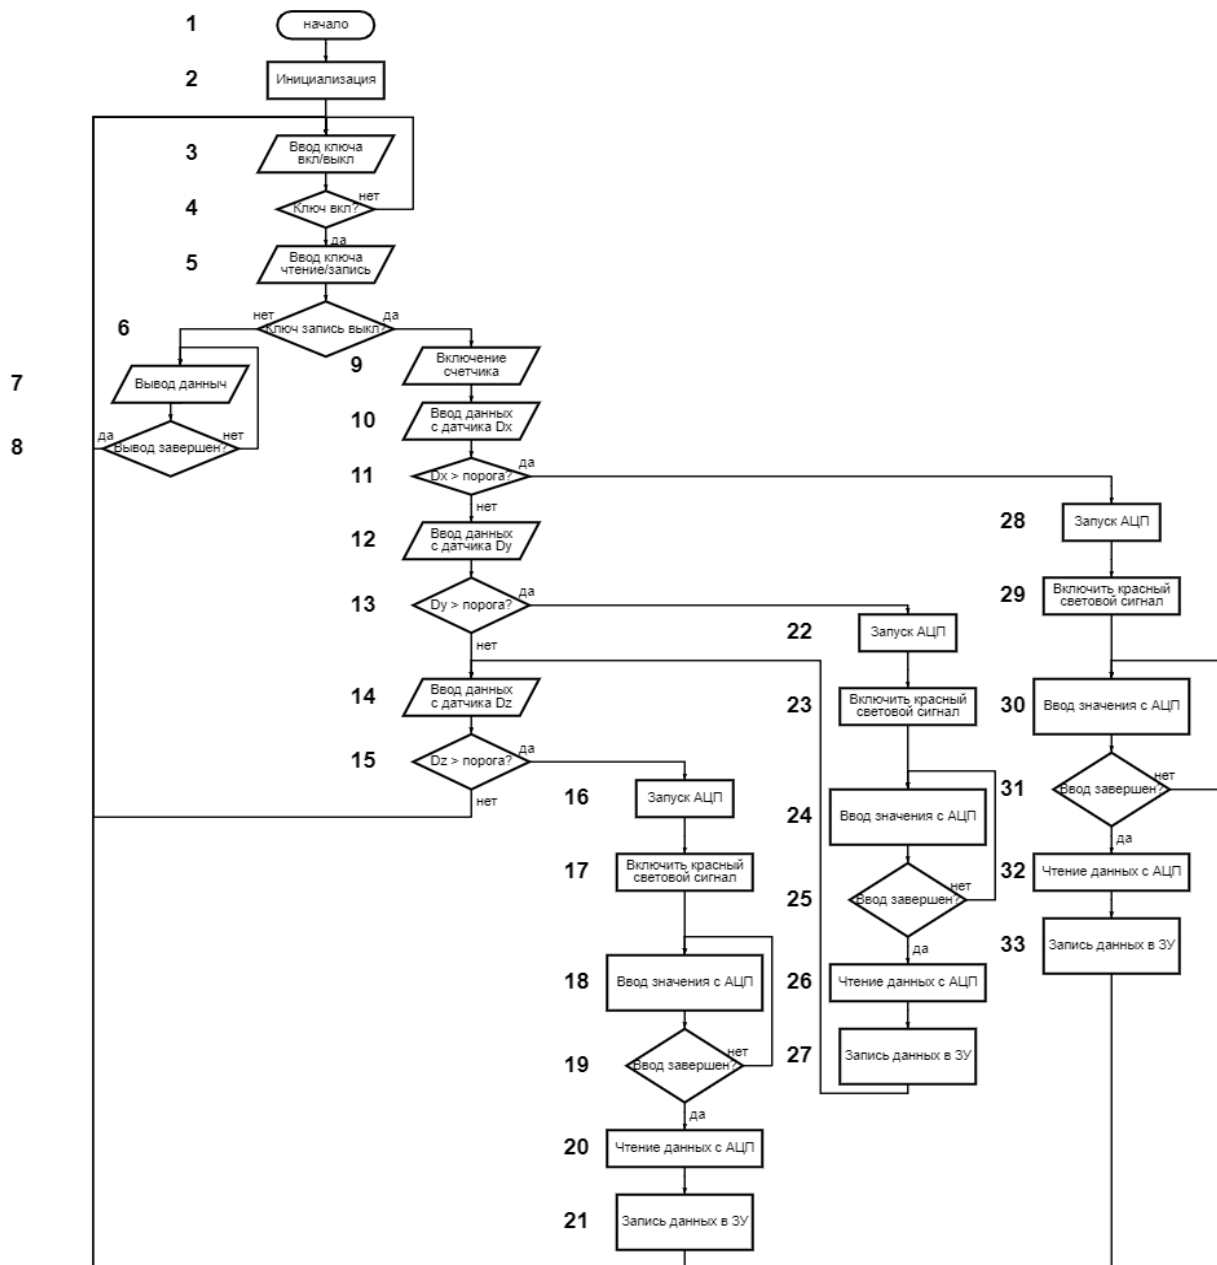 1
начало
2
Инициализация
3
Ввод ключа
вкл/выкл
нет
4
Ключ вкл?
да
5
Ввод ключа
чтение/запись
6
нет
да
Ключ запись выкл?
9
Включение
счетчика
7
Вывод данныч
10
Ввод данных
с датчика Dx
8
да
Вывод завершен?
нет
11
Dx > порога?
да
нет
28
Запуск АЦП
12
Ввод данных
с датчика Dy
29
Включить красный
световой сигнал
13
Dy > порога?
да
нет
22
Запуск АЦП
14
Ввод данных
с датчика Dz
23
Включить красный
световой сигнал
30
Ввод значения с АЦП
15
Dz > порога?
да
нет
16
Запуск АЦП
24
Ввод значения с АЦП
31
Ввод завершен?
нет
да
17
Включить красный
световой сигнал
25
Ввод завершен?
нет
да
32
Чтение данных с АЦП
33
Запись данных в ЗУ
18
Ввод значения с АЦП
26
Чтение данных с АЦП
19
Ввод завершен?
нет
да
27
Запись данных в ЗУ
20
Чтение данных с АЦП
21
Запись данных в ЗУ